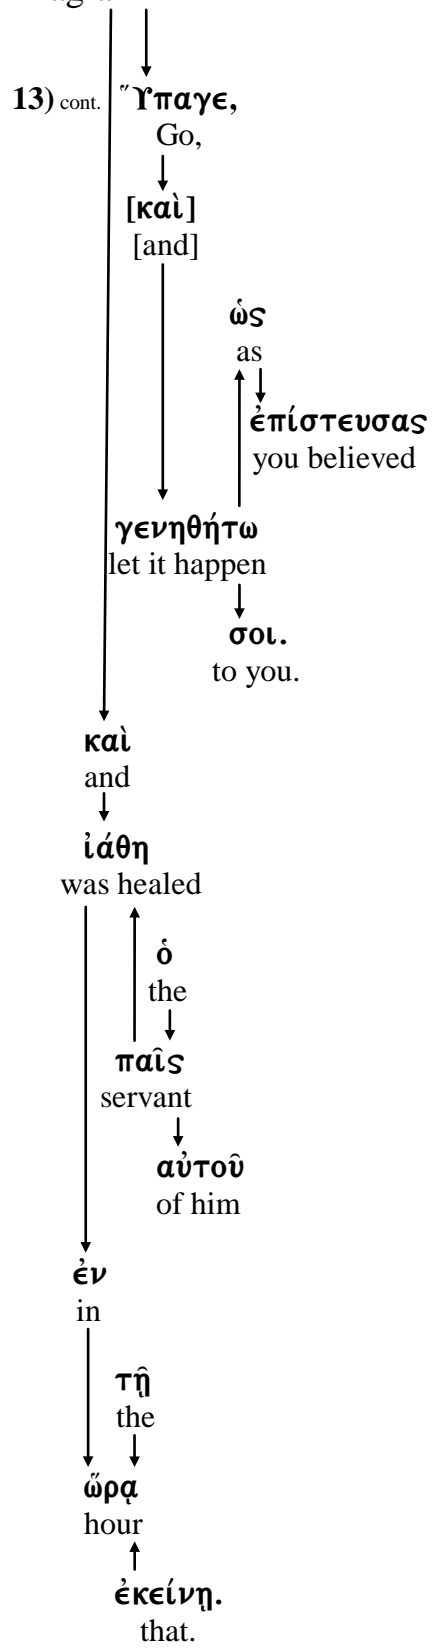 13) cont. Ὕπαγε,
Go,
[καὶ]
[and]
ὡς
as
ἐπίστευσας
you believed
γενηθήτω
let it happen
σοι.
to you.
καὶ
and
ἰάθη
was healed
ὁ
the
παῖς
servant
αὐτοῦ
of him
ἐν
in
τῇ
the
ὥρᾳ
hour
ἐκείνῃ.
that.